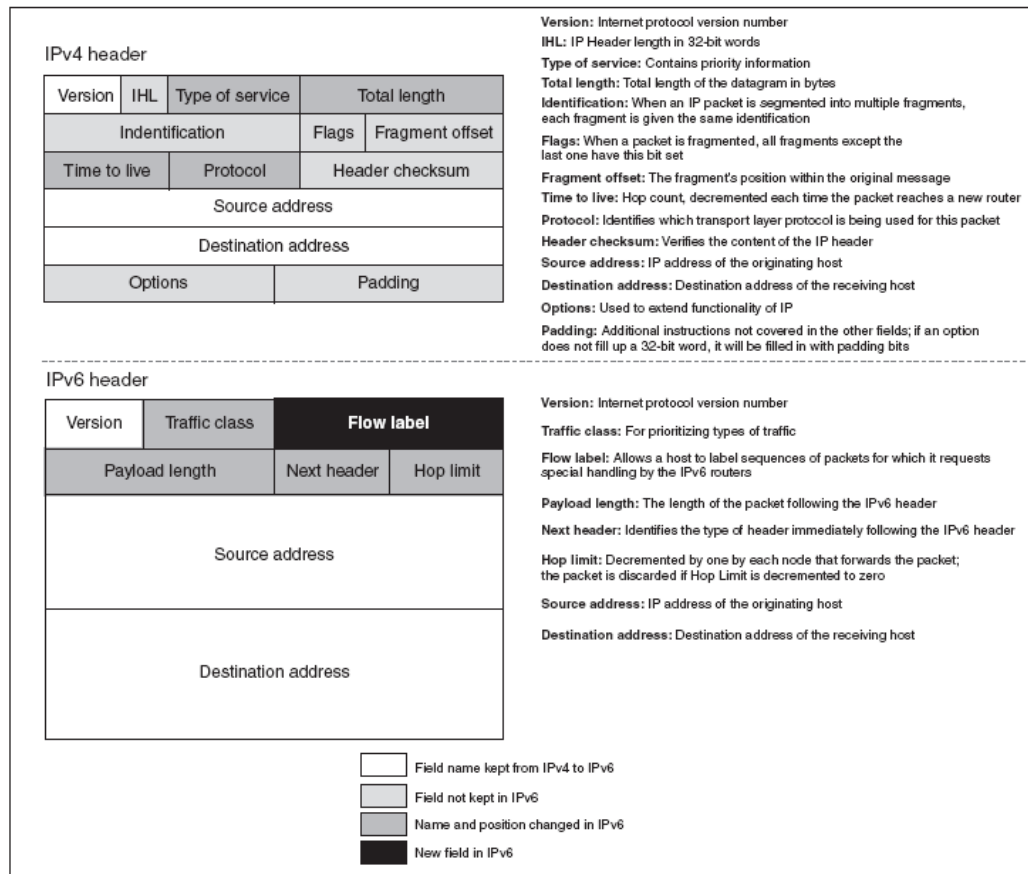 IPv4 header
Version IHL Type of service Total length
Indentification Flags Fragment offset
Time to live Protocol Header checksum
Source address
Destination address
Options Padding
Version: Internet protocol version number
IHL: IP Header length in 32-bit words
Type of service: Contains priority information
Total length: Total length of the datagram in bytes
Identification: When an IP packet is segmented into multiple fragments,
each fragment is given the same identification
Flags: When a packet is fragmented, all fragments except the
last one have this bit set
Fragment offset: The fragment's position within the original message
Time to live: Hop count, decremented each time the packet reaches a new router
Protocol: Identifies which transport layer protocol is being used for this packet
Header checksum: Verifies the content of the IP header
Source address: IP address of the originating host
Destination address: Destination address of the receiving host
Options: Used to extend functionality of IP
Padding: Additional instructions not covered in the other fields; if an option
does not fill up a 32-bit word, it will be filled in with padding bits
IPv6 header
Version Traffic class Flow label
Payload length Next header Hop limit
Source address
Destination address
Version: Internet protocol version number
Traffic class: For prioritizing types of traffic
Flow label: Allows a host to label sequences of packets for which it requests
special handling by the IPv6 routers
Payload length: The length of the packet following the IPv6 header
Next header: Identifies the type of header immediately following the IPv6 header
Hop limit: Decremented by one by each node that forwards the packet;
the packet is discarded if Hop Limit is decremented to zero
Source address: IP address of the originating host
Destination address: Destination address of the receiving host
Field name kept from IPv4 to IPv6
Field not kept in IPv6
Name and position changed in IPv6
New field in IPv6